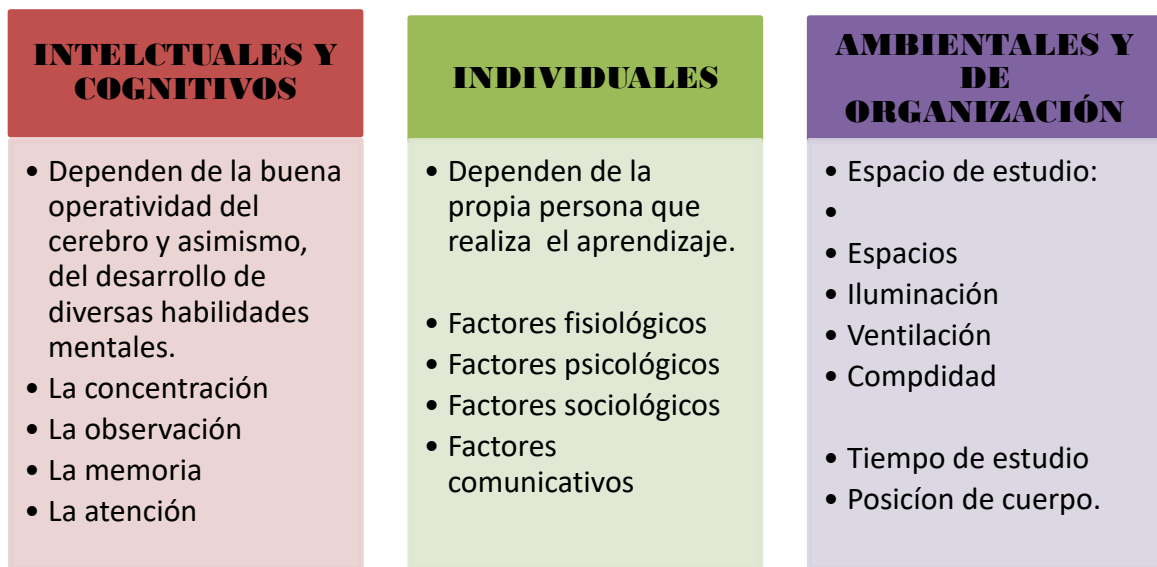 INTELCTUALES Y
COGNITIVOS
• Dependen de la buena
operatividad del
cerebro y asimismo,
del desarrollo de
diversas habilidades
mentales.
• La concentración
• La observación
• La memoria
• La atención
INDIVIDUALES
• Dependen de la
propia persona que
realiza el aprendizaje.
• Factores fisiológicos
• Factores psicológicos
• Factores sociológicos
• Factores
comunicativos
AMBIENTALES Y
DE
ORGANIZACIÓN
• Espacio de estudio:
•
• Espacios
• Iluminación
• Ventilación
• Compdidad
• Tiempo de estudio
• Posicíon de cuerpo.